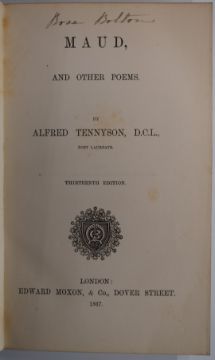 Rose Bolton
MAUD,
AND OTHER POEMS.
BY
ALFRED TENNYSON, D.C.L.,
POET LAUREATE.
THIRTEENTH EDITION.
LONDON:
EDWARD MOXON, & Co., DOVER STREET.
1867.